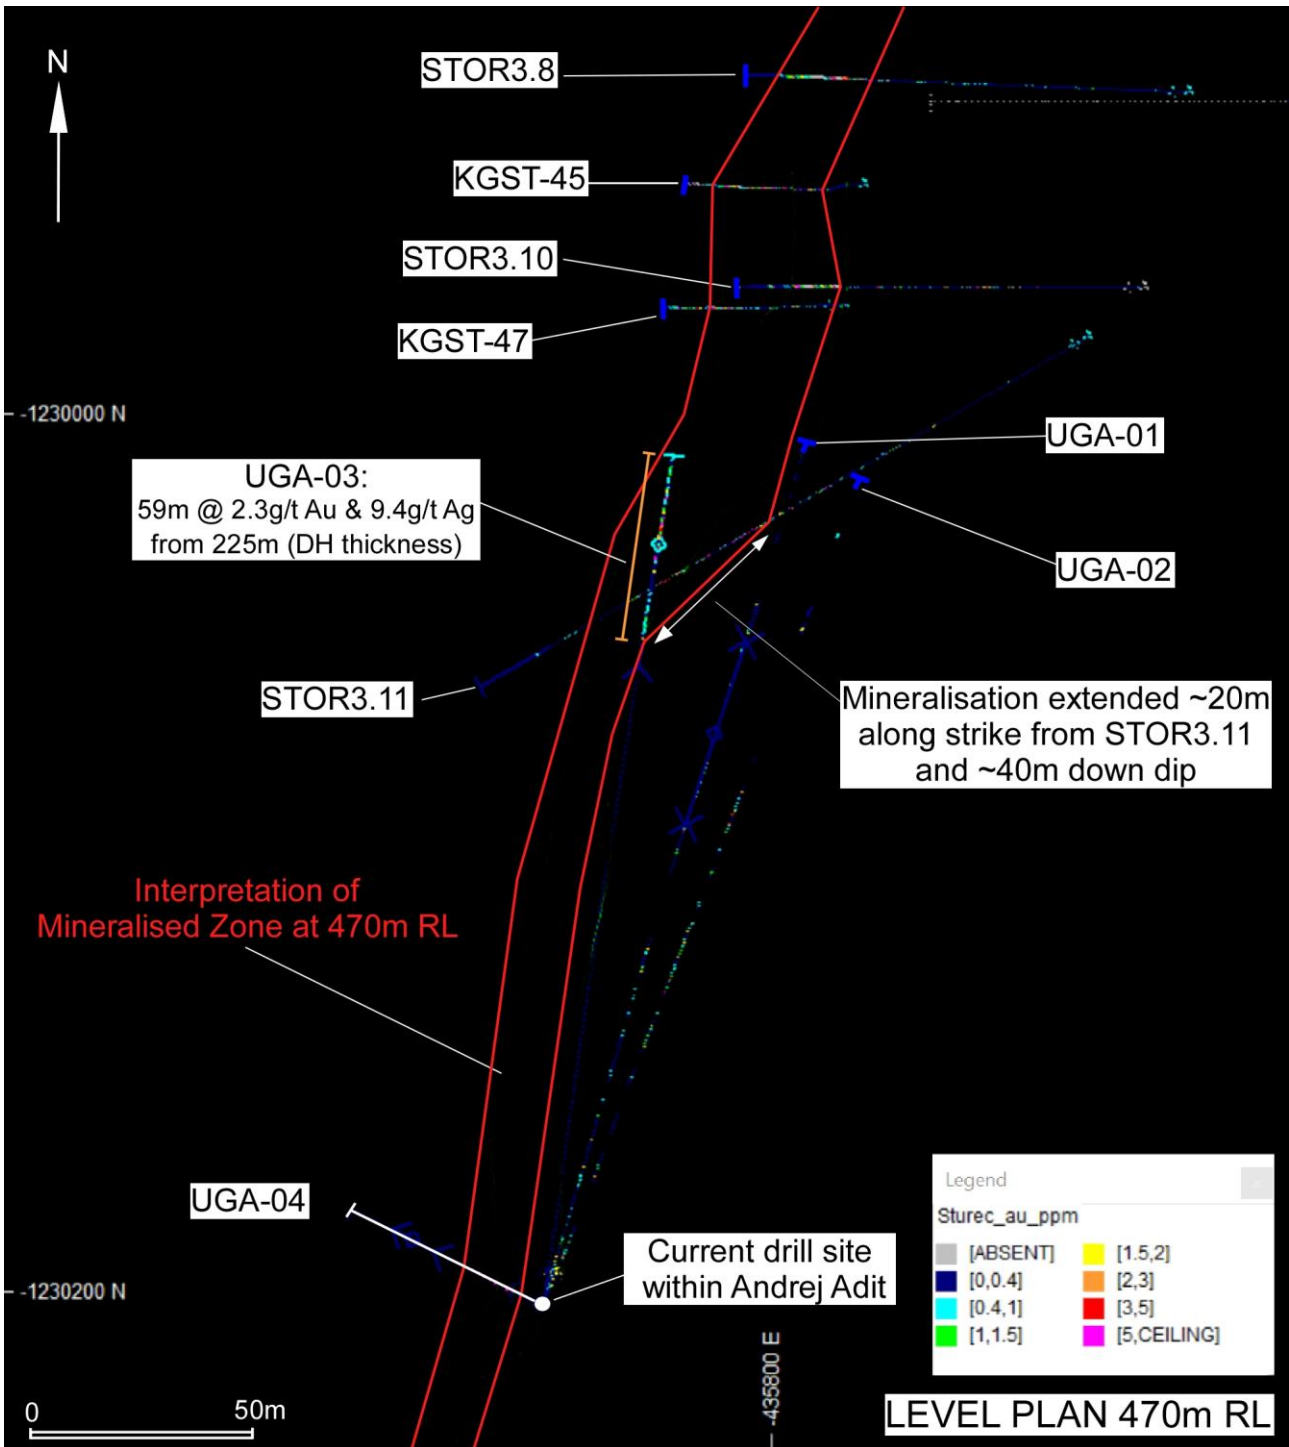 N
STOR3.8
KGST-45
STOR3.10
KGST-47
-1230000 N
UGA-01
UGA-03:
59m @ 2.3g/t Au & 9.4g/t Ag
from 225m (DH thickness)
UGA-02
STOR3.11
Mineralisation extended ~20m
along strike from STOR3.11
and ~40m down dip
Interpretation of
Mineralised Zone at 470m RL
UGA-04
Current drill site
within Andrej Adit
-1230200 N
-435800 E
Legend
Sturec_au_ppm
[ABSENT]
[0,0.4]
[0.4,1]
[1,1.5]
[1.5,2]
[2,3]
[3,5]
[5,CEILING]
0 50m
LEVEL PLAN 470m RL